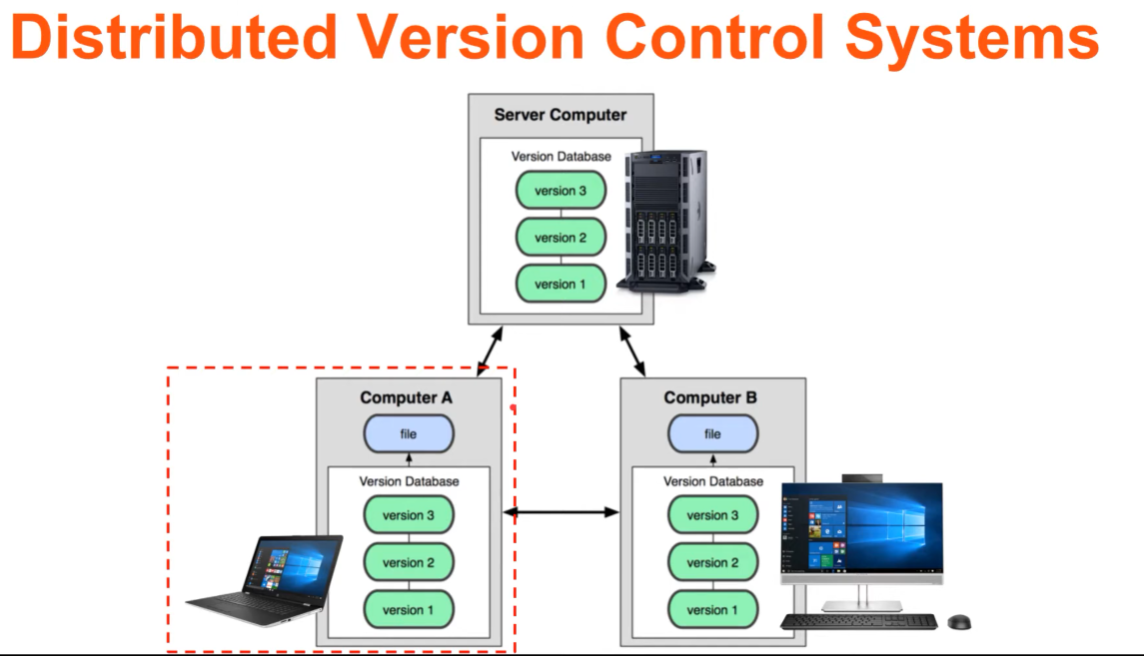 Distributed Version Control Systems
Server Computer
Version Database
version 3
version 2
version 1
Computer A
file
Version Database
version 3
version 2
version 1
Computer B
file
Version Database
version 3
version 2
version 1